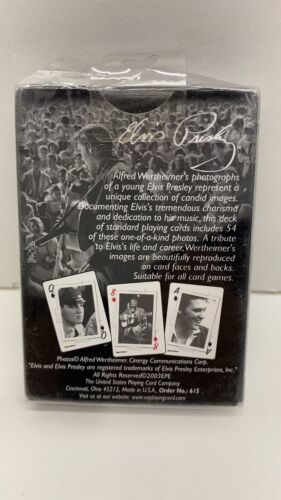 Elvis Presley
Alfred Wertheimer's photographs
of a young Elvis Presley represent a
unique collection of candid images.
Documenting Elvis's tremendous charisma
and dedication to his music, this deck
of standard playing cards includes 54
of these one-of-a-kind photos. A tribute
to Elvis's life and career, Wertheimer's
images are beautifully reproduced
on card faces and backs.
Suitable for all card games.
Q
8
A
8
Photos© Alfred Wertheimer. Cinergy Communications Corp.
"Elvis and Elvis Presley are registered trademarks of Elvis Presley Enterprises, Inc."
All Rights Reserved©2003EPE
The United States Playing Card Company
Cincinnati, Ohio 45212, Made in U.S.A. Order No.: 615
Visit us at our website: www.usplayingcard.com